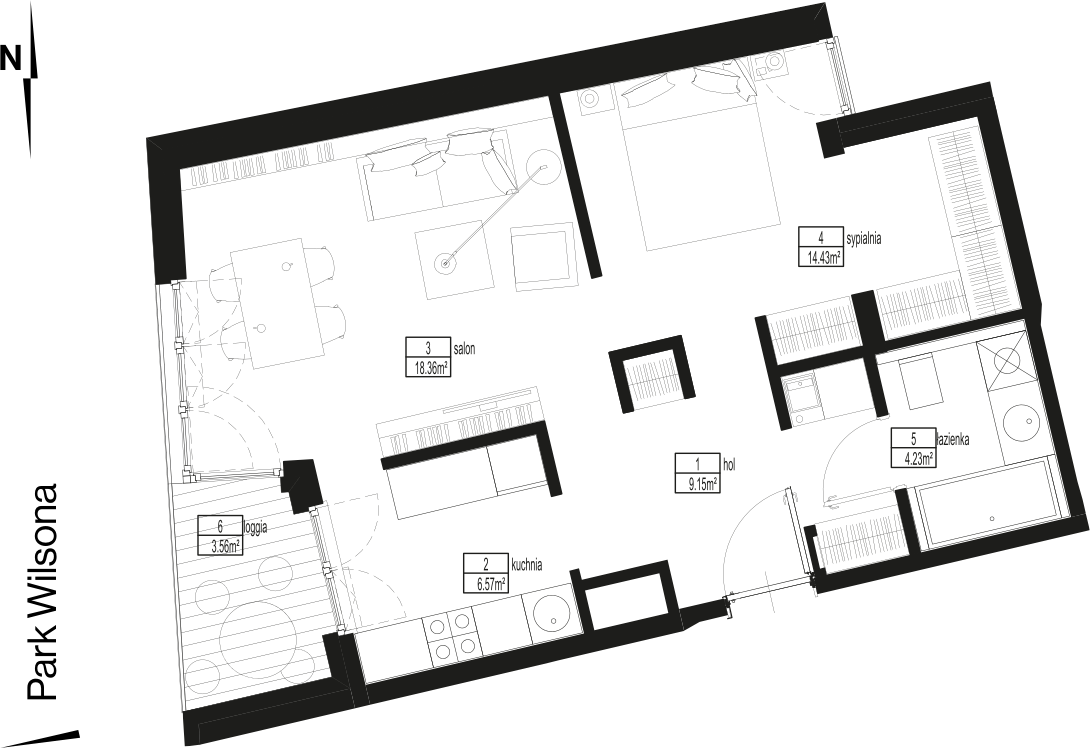 N
4 sypialnia
14.43m²
3 salon
18.36m²
5 łazienka
4.23m²
1 hol
9.15m²
6 loggia
3.56m²
2 kuchnia
6.57m²
Park Wilsona